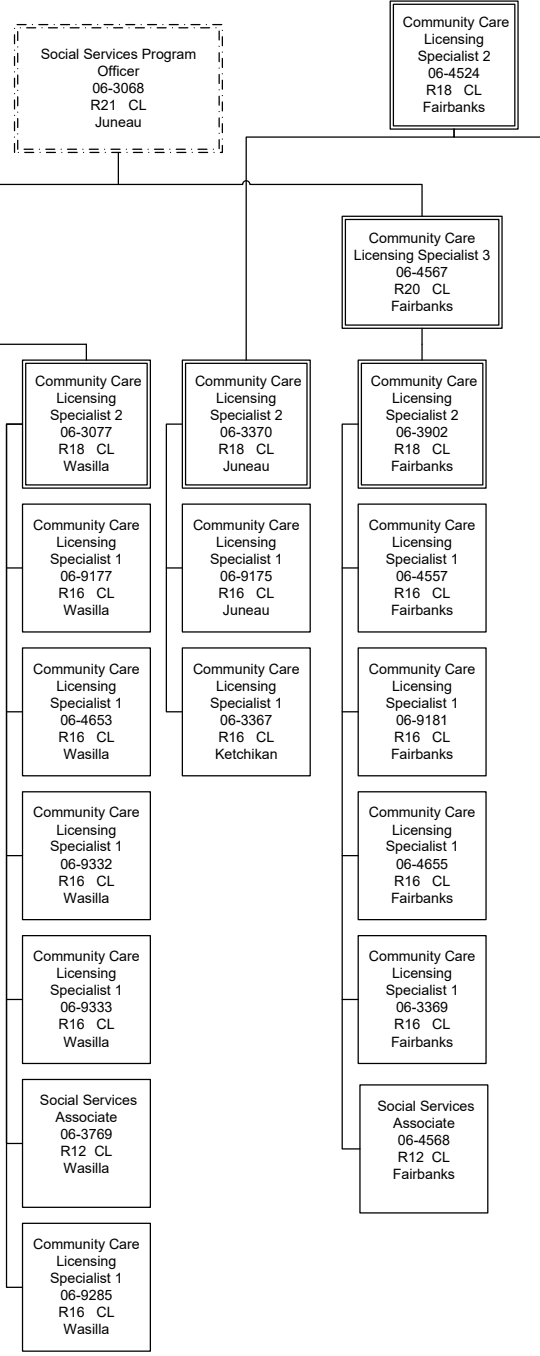 Social Services Program
Officer
06-3068
R21 CL
Juneau
Community Care
Licensing
Specialist 2
06-4524
R18 CL
Fairbanks
Community Care
Licensing Specialist 3
06-4567
R20 CL
Fairbanks
Community Care
Licensing
Specialist 2
06-3077
R18 CL
Wasilla
Community Care
Licensing
Specialist 1
06-9177
R16 CL
Wasilla
Community Care
Licensing
Specialist 1
06-4653
R16 CL
Wasilla
Community Care
Licensing
Specialist 1
06-9332
R16 CL
Wasilla
Community Care
Licensing
Specialist 1
06-9333
R16 CL
Wasilla
Social Services
Associate
06-3769
R12 CL
Wasilla
Community Care
Licensing
Specialist 1
06-9285
R16 CL
Wasilla
Community Care
Licensing
Specialist 2
06-3370
R18 CL
Juneau
Community Care
Licensing
Specialist 1
06-9175
R16 CL
Juneau
Community Care
Licensing
Specialist 1
06-3367
R16 CL
Ketchikan
Community Care
Licensing
Specialist 2
06-3902
R18 CL
Fairbanks
Community Care
Licensing
Specialist 1
06-4557
R16 CL
Fairbanks
Community Care
Licensing
Specialist 1
06-9181
R16 CL
Fairbanks
Community Care
Licensing
Specialist 1
06-4655
R16 CL
Fairbanks
Community Care
Licensing
Specialist 1
06-3369
R16 CL
Fairbanks
Social Services
Associate
06-4568
R12 CL
Fairbanks